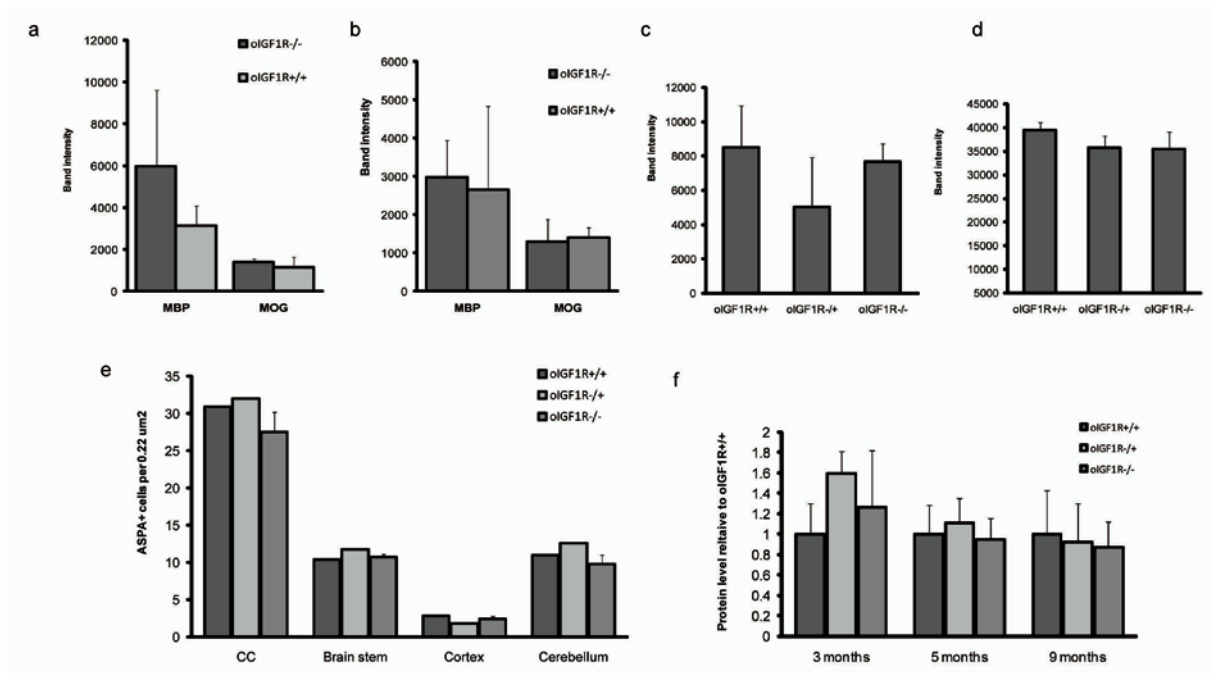 a
12000
10000
8000
6000
4000
2000
0
Band intensity
MBP MOG
oIGF1R-/-
oIGF1R+/+
b
6000
5000
4000
3000
2000
1000
0
Band intensity
MBP MOG
oIGF1R-/-
oIGF1R+/+
c
12000
10000
8000
6000
4000
2000
0
Band intensity
oIGF1R+/+ oIGF1R-/+ oIGF1R-/-
d
45000
40000
35000
30000
25000
20000
15000
10000
5000
Band intensity
oIGF1R+/+ oIGF1R-/+ oIGF1R-/-
e
35
30
25
20
15
10
5
0
ASPA+ cells per 0.22 um2
CC Brain stem Cortex Cerebellum
oIGF1R+/+
oIGF1R-/+
oIGF1R-/-
f
2
1.8
1.6
1.4
1.2
1
0.8
0.6
0.4
0.2
0
Protein level reltaive to oIGF1R+/+
3 months 5 months 9 months
oIGF1R+/+
oIGF1R-/+
oIGF1R-/-